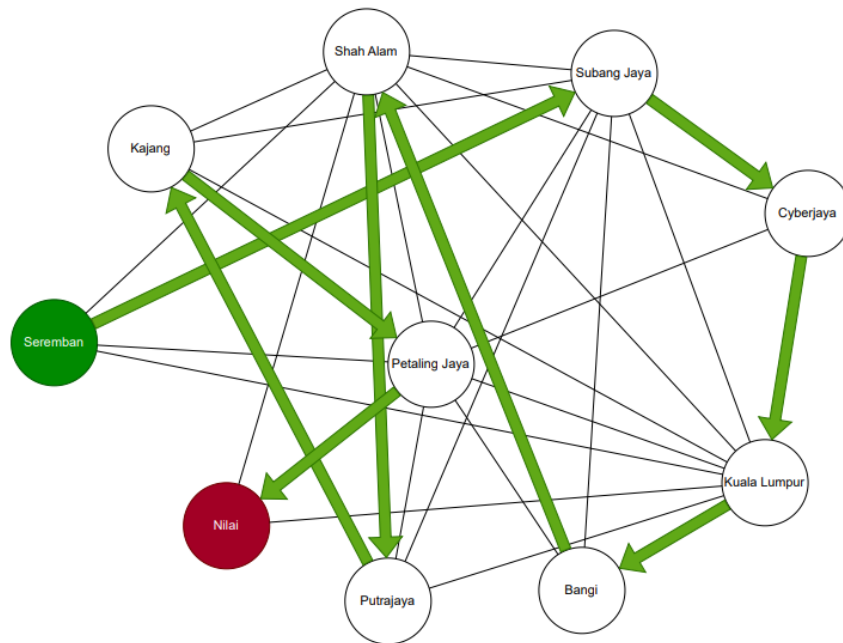 Shah Alam
Subang Jaya
Kajang
Cyberjaya
Seremban
Petaling Jaya
Kuala Lumpur
Nilai
Bangi
Putrajaya